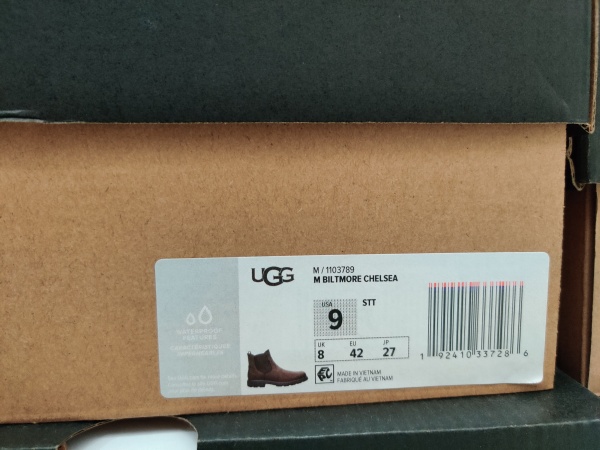 UGG
M / 1103789
M BILTMORE CHELSEA
USA
9
STT
UK EU JP
8 42 27
MADE IN VIETNAM
FABRIQUÉ AU VIETNAM
1 92410 33728 6
WATERPROOF